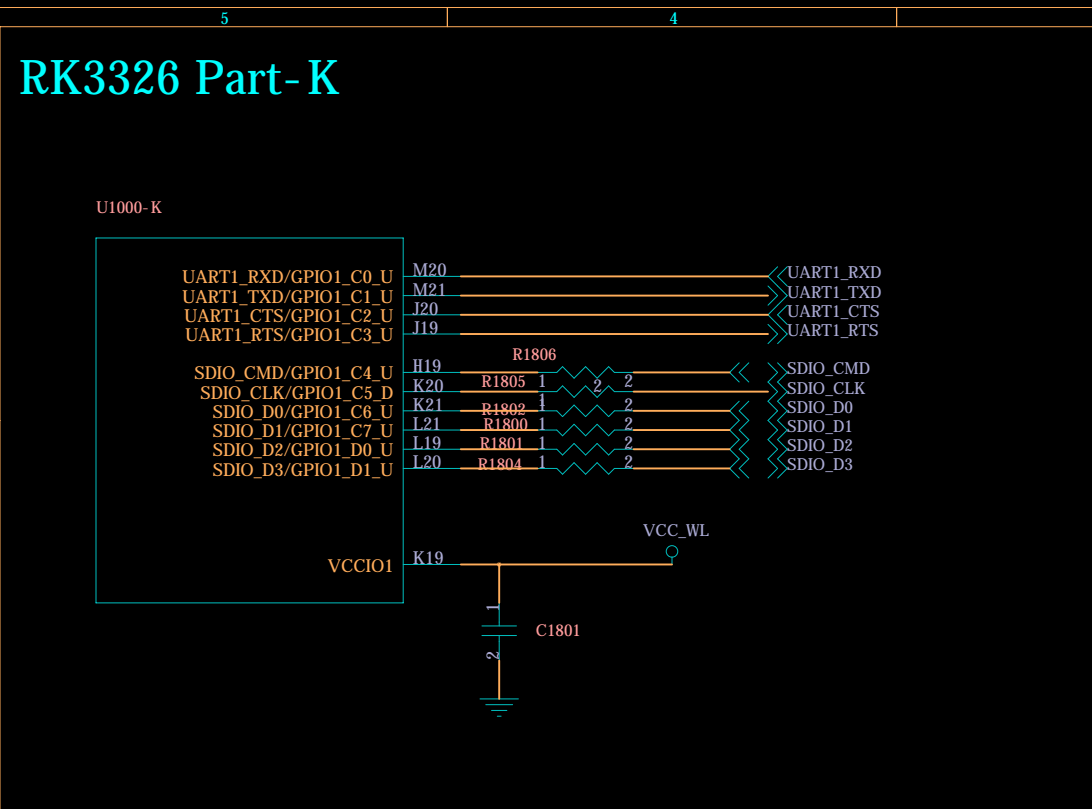 5 4
RK3326 Part-K
U1000-K
UART1_RXD/GPIO1_C0_U M20 UART1_RXD
UART1_TXD/GPIO1_C1_U M21 UART1_TXD
UART1_CTS/GPIO1_C2_U J20 UART1_CTS
UART1_RTS/GPIO1_C3_U J19 UART1_RTS
R1806
SDIO_CMD/GPIO1_C4_U H19 1 2 SDIO_CMD
SDIO_CLK/GPIO1_C5_D K20 R1805 1 2 SDIO_CLK
SDIO_D0/GPIO1_C6_U K21 R1802 1 2 SDIO_D0
SDIO_D1/GPIO1_C7_U L21 R1800 1 2 SDIO_D1
SDIO_D2/GPIO1_D0_U L19 R1801 1 2 SDIO_D2
SDIO_D3/GPIO1_D1_U L20 R1804 1 2 SDIO_D3
VCC_WL
VCCIO1 K19
1
C1801
2